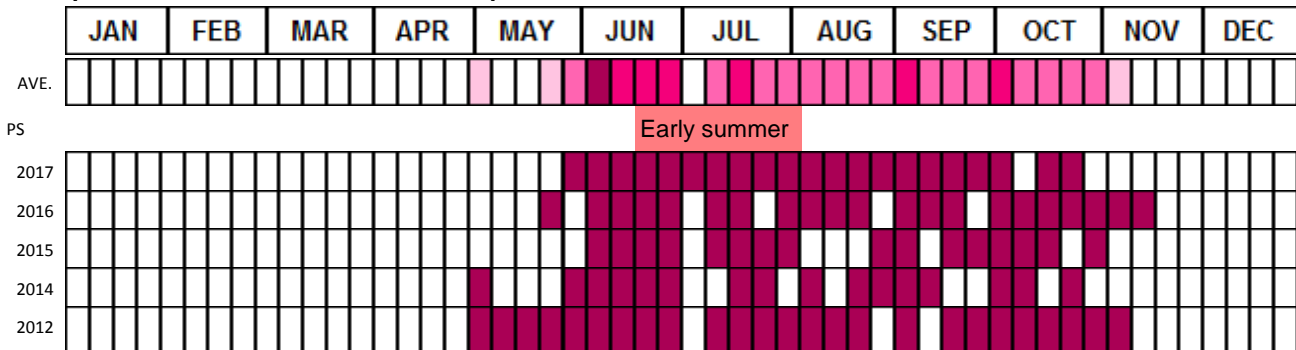 JAN FEB MAR APR MAY JUN JUL AUG SEP OCT NOV DEC
AVE.
PS Early summer
2017
2016
2015
2014
2012